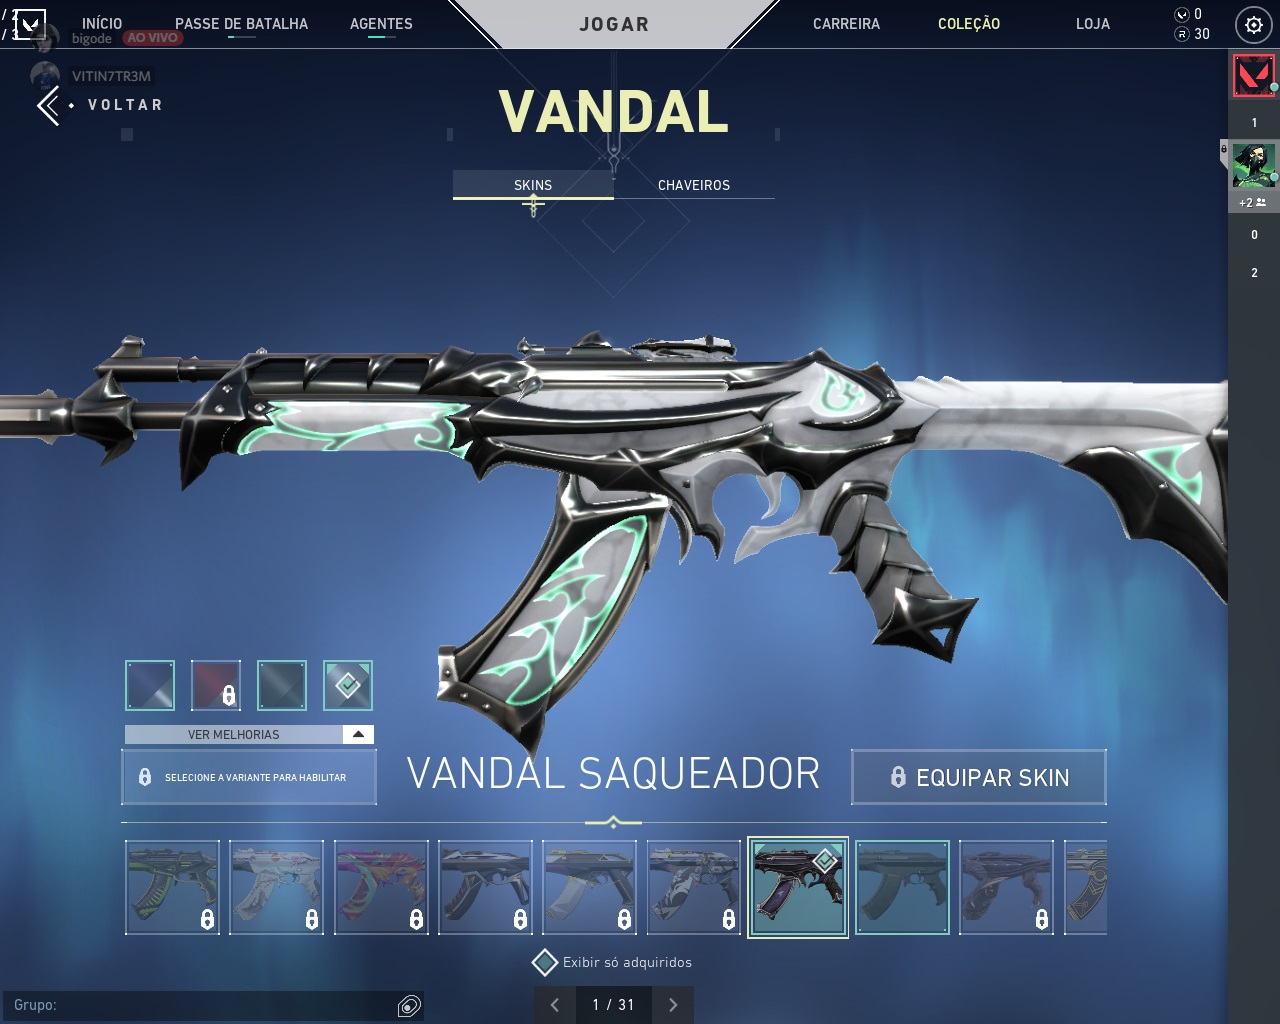 INÍCIO
PASSE DE BATALHA
AGENTES
JOGAR
CARREIRA
COLEÇÃO
LOJA
0
30
bigode AO VIVO
VITIN7TR3M
VOLTAR
VANDAL
SKINS
CHAVEIROS
1
+2
0
2
VER MELHORIAS
SELECIONE A VARIANTE PARA HABILITAR
VANDAL SAQUEADOR
EQUIPAR SKIN
Exibir só adquiridos
Grupo:
1 / 31